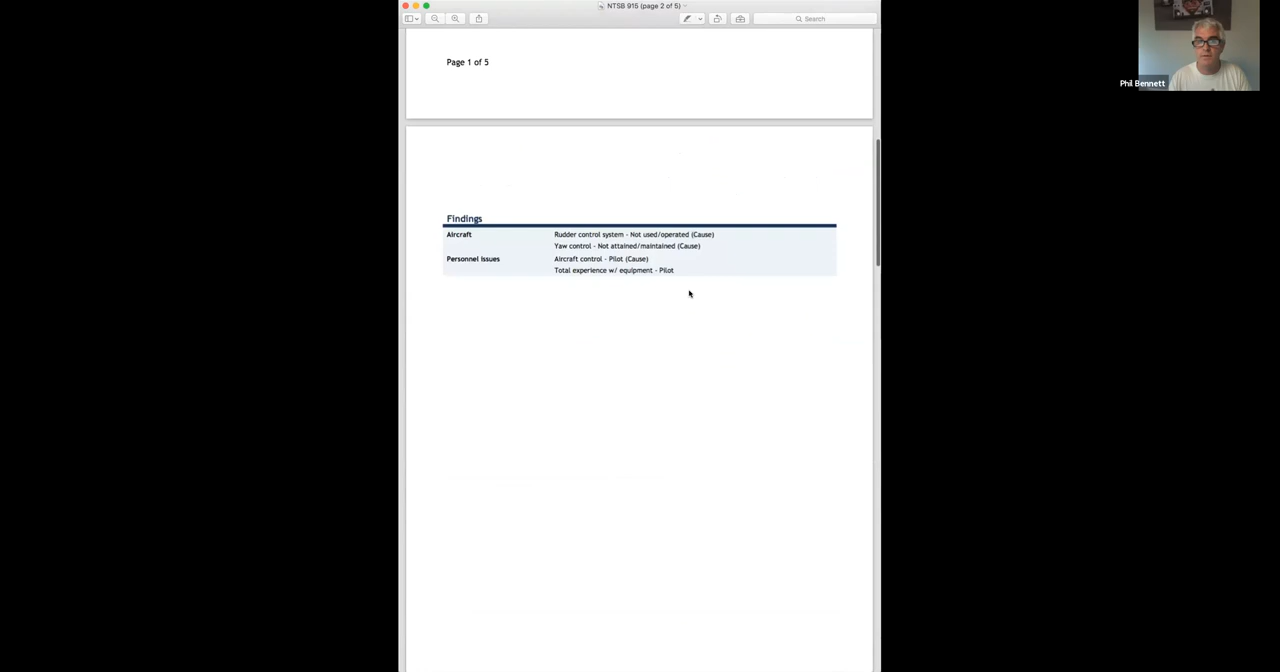 NTSB 915 (page 2 of 5)
Search
Page 1 of 5
Phil Bennett
Findings
Aircraft Rudder control system - Not used/operated (Cause)
Yaw control - Not attained/maintained (Cause)
Personnel issues Aircraft control - Pilot (Cause)
Total experience w/ equipment - Pilot